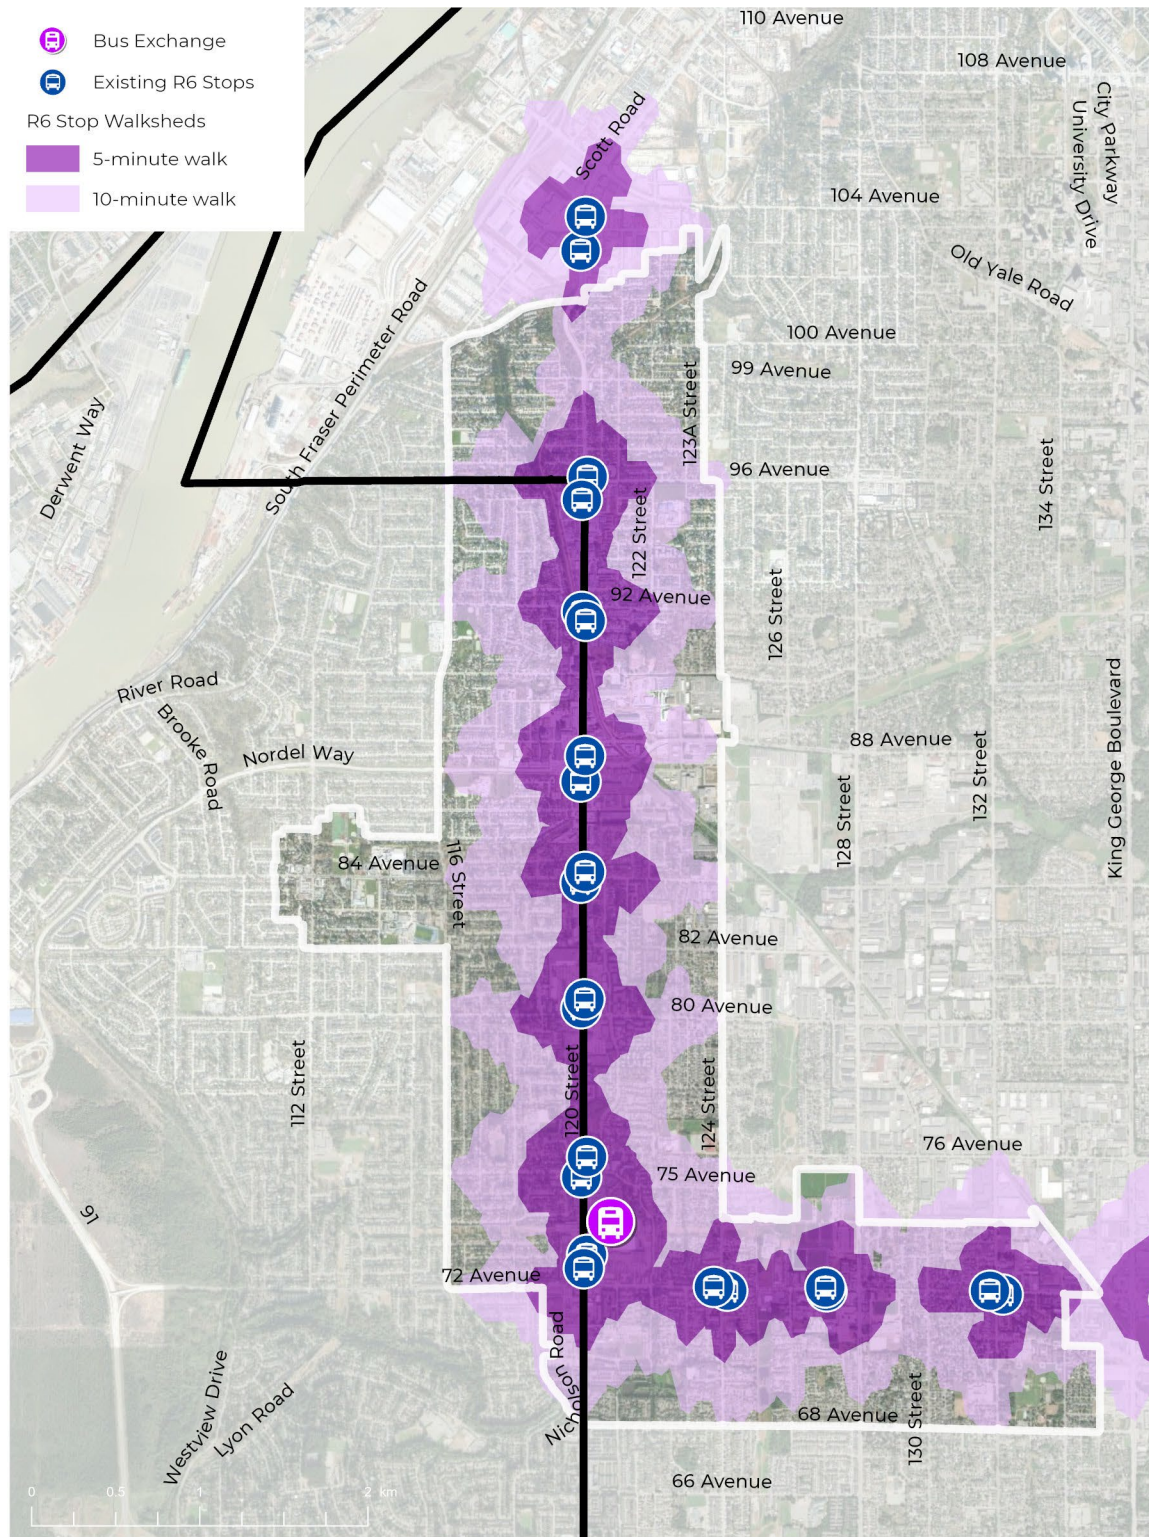 Bus Exchange
Existing R6 Stops
R6 Stop Walksheds
5-minute walk
10-minute walk
110 Avenue
108 Avenue
City Parkway
University Drive
Scott Road
104 Avenue
Old Yale Road
South Fraser Perimeter Road
100 Avenue
99 Avenue
123A Street
Derwent Way
96 Avenue
134 Street
122 Street
92 Avenue
126 Street
River Road
Brooke Road
Nordel Way
88 Avenue
132 Street
King George Boulevard
128 Street
84 Avenue
116 Street
82 Avenue
80 Avenue
112 Street
120 Street
124 Street
76 Avenue
75 Avenue
91
72 Avenue
Nicholson Road
Westview Drive
Lyon Road
68 Avenue
130 Street
66 Avenue
0 0.5 1 2 km